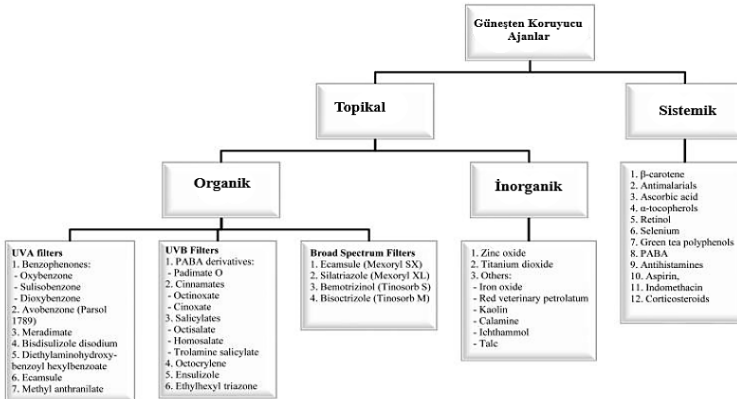 Güneşten Koruyucu
Ajanlar
Topikal
Sistemik
Organik
İnorganik
UVA filters
1. Benzophenones:
- Oxybenzone
- Sulisobenzone
- Dioxybenzone
2. Avobenzone (Parsol
1789)
3. Meradimate
4. Bisdisulizole disodium
5. Diethylaminohydroxy-
benzoyl hexylbenzoate
6. Ecamsule
7. Methyl anthranilate
UVB Filters
1. PABA derivatives:
- Padimate O
2. Cinnamates
- Octinoxate
- Cinoxate
3. Salicylates
- Octisalate
- Homosalate
- Trolamine salicylate
4. Octocrylene
5. Ensulizole
6. Ethylhexyl triazone
Broad Spectrum Filters
1. Ecamsule (Mexoryl SX)
2. Silatriazole (Mexoryl XL)
3. Bemotrizinol (Tinosorb S)
4. Bisoctrizole (Tinosorb M)
1. Zinc oxide
2. Titanium dioxide
3. Others:
- Iron oxide
- Red veterinary petrolatum
- Kaolin
- Calamine
- Ichthammol
- Talc
1. β-carotene
2. Antimalarials
3. Ascorbic acid
4. α-tocopherols
5. Retinol
6. Selenium
7. Green tea polyphenols
8. PABA
9. Antihistamines
10. Aspirin,
11. Indomethacin
12. Corticosteroids